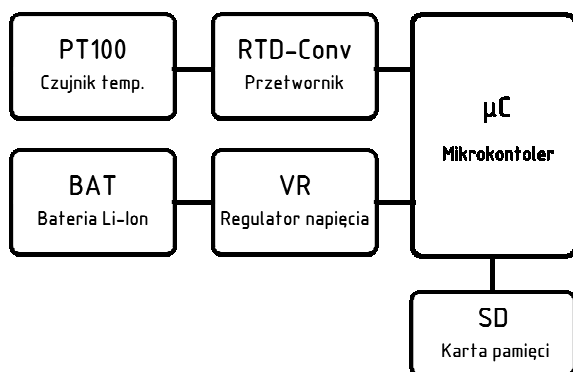 PT100
Czujnik temp.
RTD-Conv
Przetwornik
µC
Mikrokontoler
BAT
Bateria Li-Ion
VR
Regulator napięcia
SD
Karta pamięci